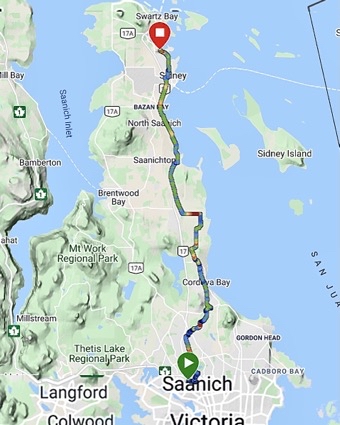 Swartz Bay
17A
ill Bay
Sidney
BAZAN BAY
17A
North Saanich
Saanich Inlet
Saanichton
Sidney Island
Bamberton
Brentwood
Bay
ahat
Mt Work
Regional Park
17
17A
Cordova Bay
SAN JUA
Millstream
Thetis Lake
Regional Park
GORDON HEAD
CADBORO BAY
Saanich
Langford
Colwood
Victoria